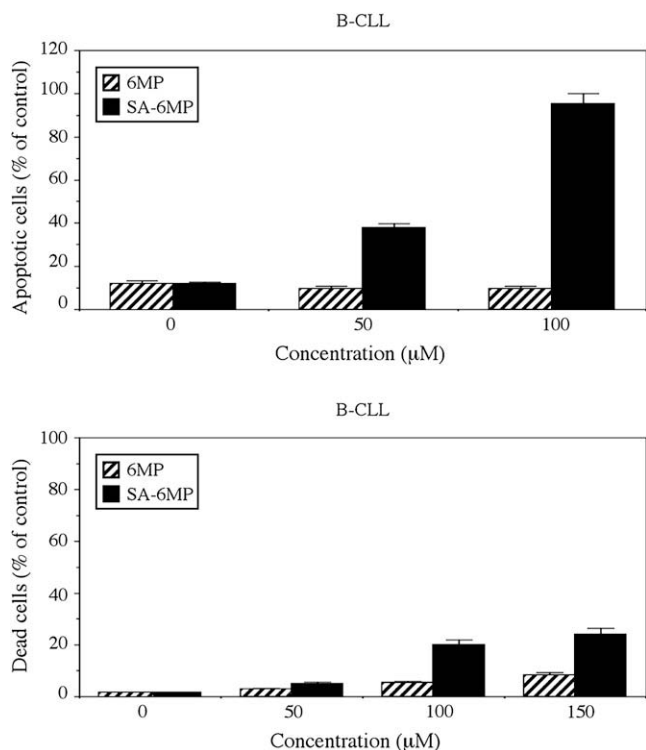 B-CLL
120
100
80
60
40
20
0
Apoptotic cells (% of control)
6MP
SA-6MP
0 50 100
Concentration (μM)
B-CLL
100
80
60
40
20
0
Dead cells (% of control)
6MP
SA-6MP
0 50 100 150
Concentration (μM)